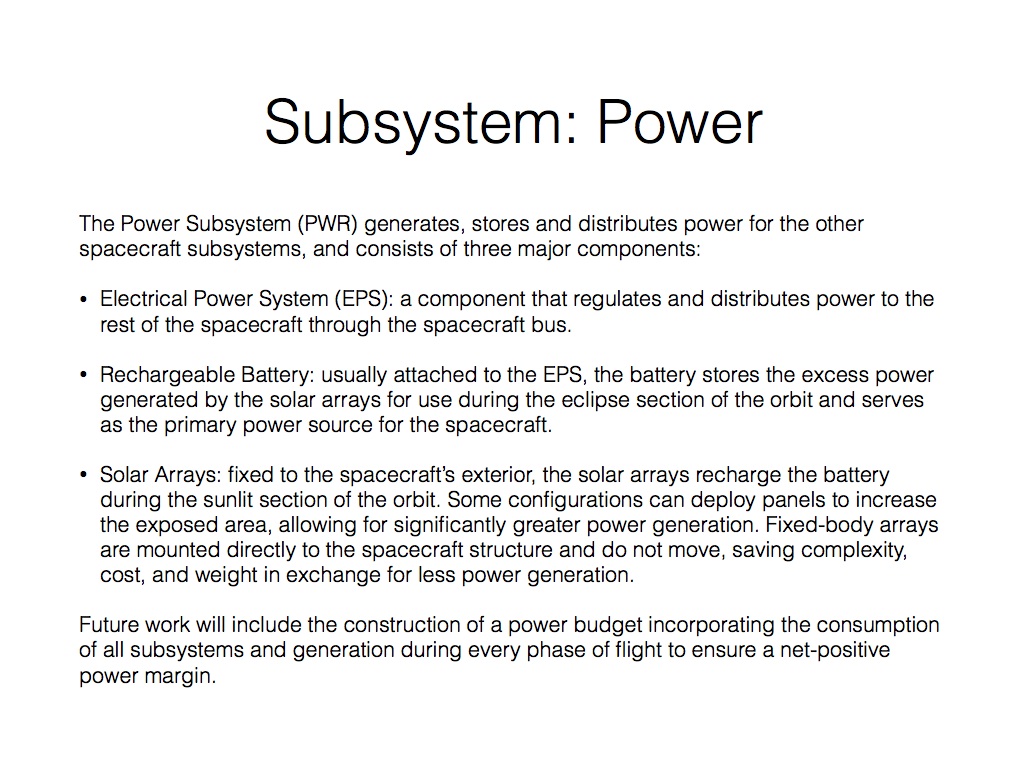 Subsystem: Power
The Power Subsystem (PWR) generates, stores and distributes power for the other
spacecraft subsystems, and consists of three major components:
• Electrical Power System (EPS): a component that regulates and distributes power to the
rest of the spacecraft through the spacecraft bus.
• Rechargeable Battery: usually attached to the EPS, the battery stores the excess power
generated by the solar arrays for use during the eclipse section of the orbit and serves
as the primary power source for the spacecraft.
• Solar Arrays: fixed to the spacecraft’s exterior, the solar arrays recharge the battery
during the sunlit section of the orbit. Some configurations can deploy panels to increase
the exposed area, allowing for significantly greater power generation. Fixed-body arrays
are mounted directly to the spacecraft structure and do not move, saving complexity,
cost, and weight in exchange for less power generation.
Future work will include the construction of a power budget incorporating the consumption
of all subsystems and generation during every phase of flight to ensure a net-positive
power margin.